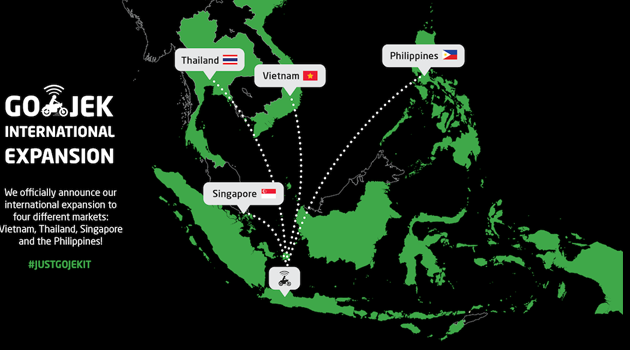 GO JEK
INTERNATIONAL
EXPANSION
We officially announce our
international expansion to
four different markets:
Vietnam, Thailand, Singapore
and the Philippines!
#JUSTGOJEKIT
Thailand
Vietnam
Philippines
Singapore